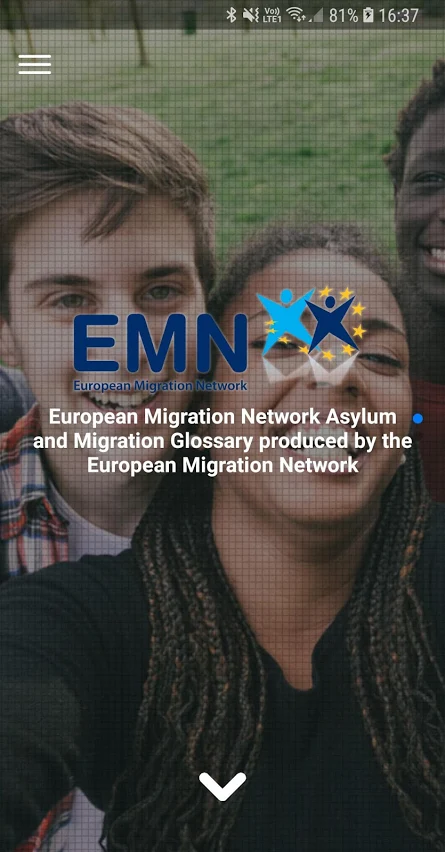 Vo))
LTE1 81% 16:37
EMN
European Migration Network
European Migration Network Asylum
and Migration Glossary produced by the
European Migration Network